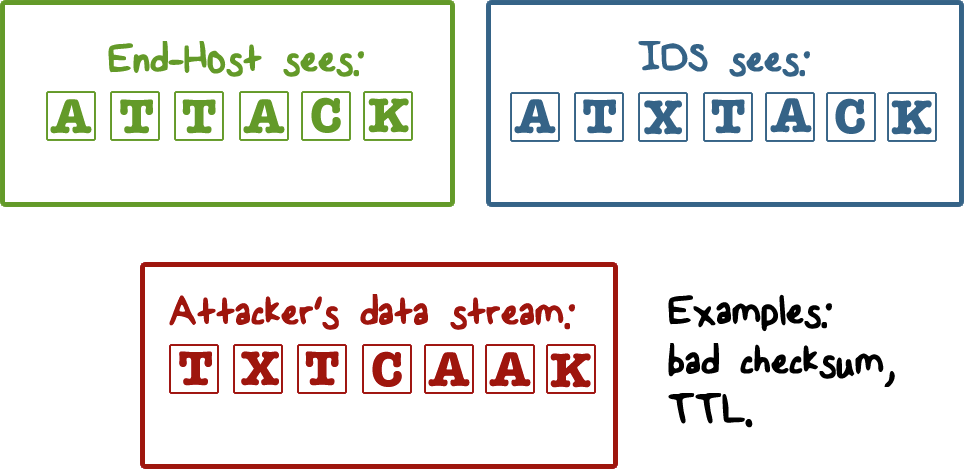 End-Host sees:
A T T A C K
IDS sees:
A T X T A C K
Attacker's data stream:
T X T C A A K
Examples:
bad checksum,
TTL.